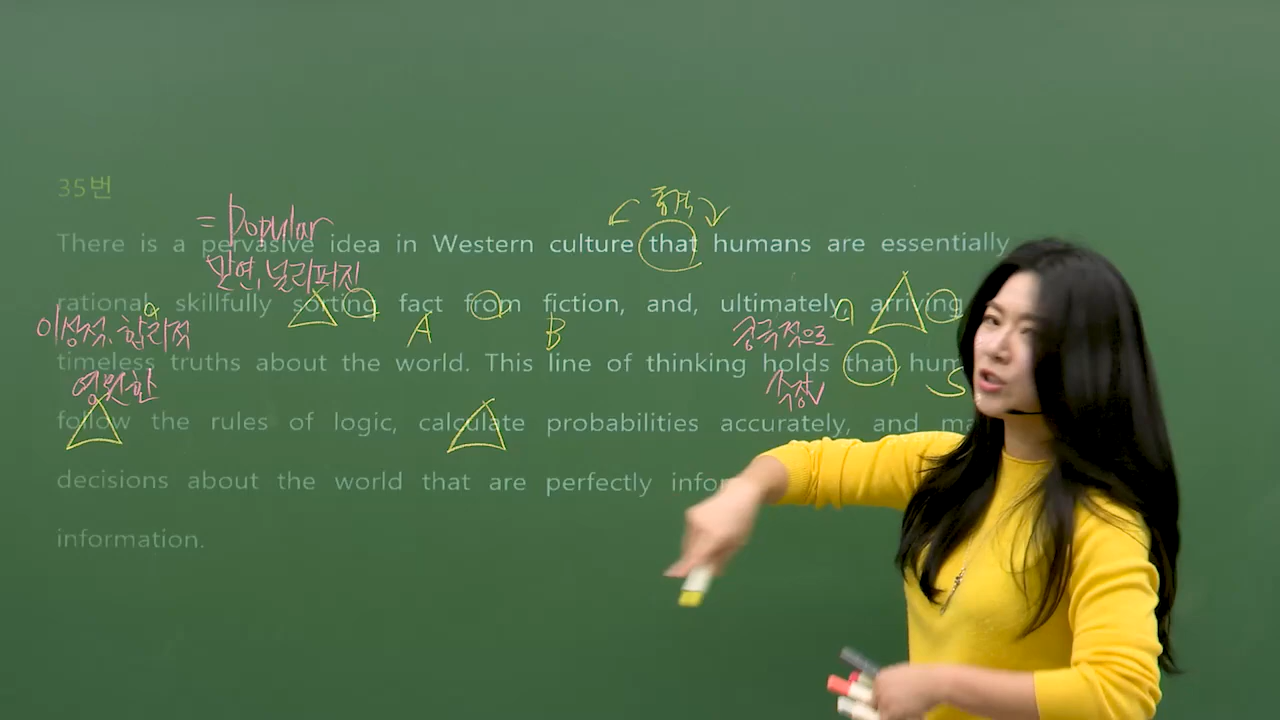 35번
= Popular 동격
There is a pervasive idea in Western culture that humans are essentially
만연, 널리퍼진
rational, skillfully sorting fact from fiction, and, ultimately, arriving
이성적, 합리적 A B 궁극적으로
timeless truths about the world. This line of thinking holds that
영원한 주장 S
follow the rules of logic, calculate probabilities accurately, and
decisions about the world that are perfectly
information.